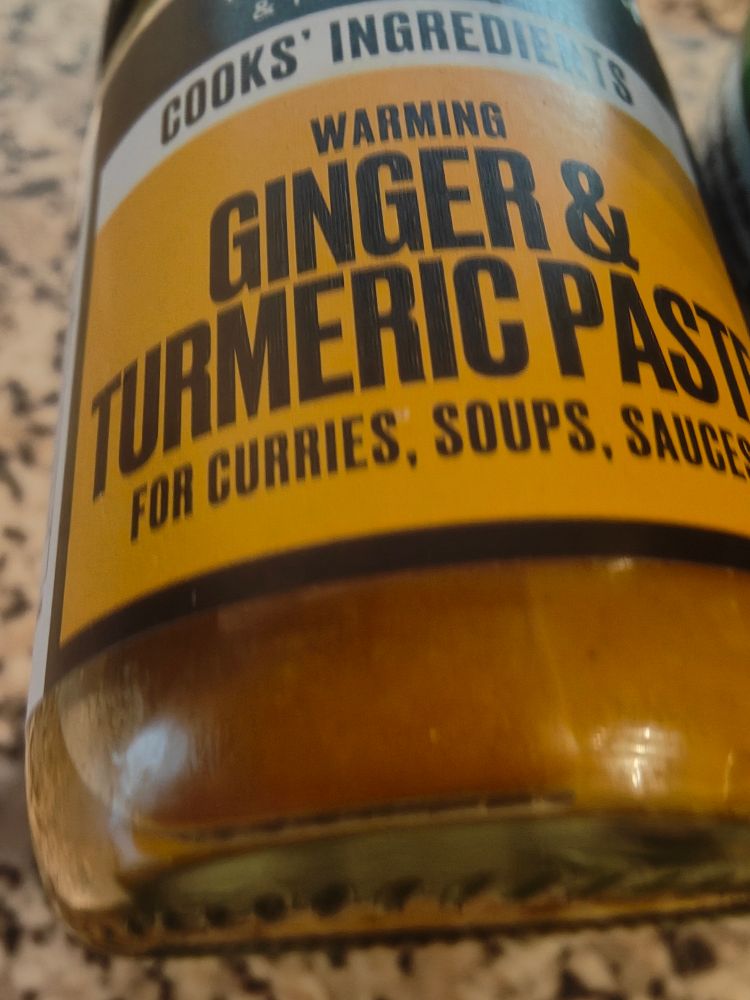 &
COOKS' INGREDIENTS
WARMING
GINGER &
TURMERIC PASTE
FOR CURRIES, SOUPS, SAUCES